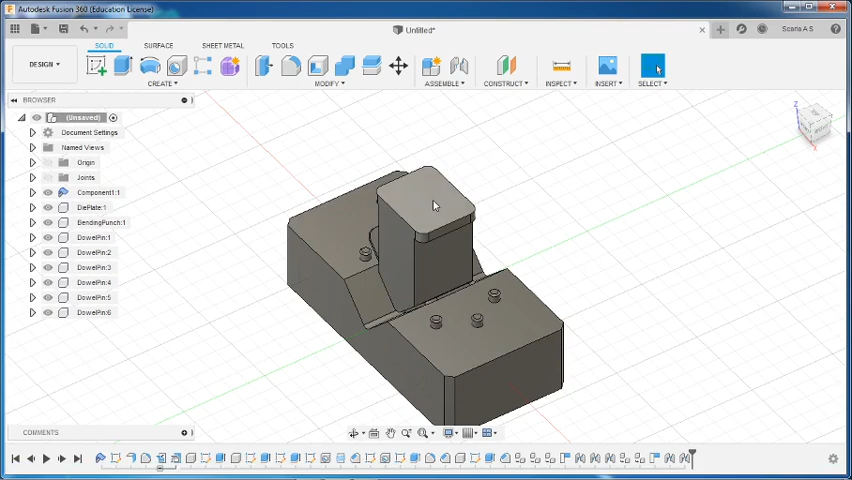 Autodesk Fusion 360 (Education License)
Untitled*
Scaria A S
SOLID SURFACE SHEET METAL TOOLS
DESIGN
CREATE MODIFY ASSEMBLE CONSTRUCT INSPECT INSERT SELECT
BROWSER
(Unsaved)
Document Settings
Named Views
Origin
Joints
Component1:1
DiePlate:1
BendingPunch:1
DowelPin:1
DowelPin:2
DowelPin:3
DowelPin:4
DowelPin:5
DowelPin:6
Z
X
COMMENTS